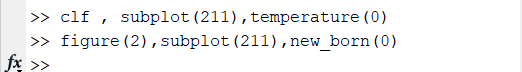 >> clf , subplot(211),temperature(0)
>> figure(2),subplot(211),new_born(0)
fx >>